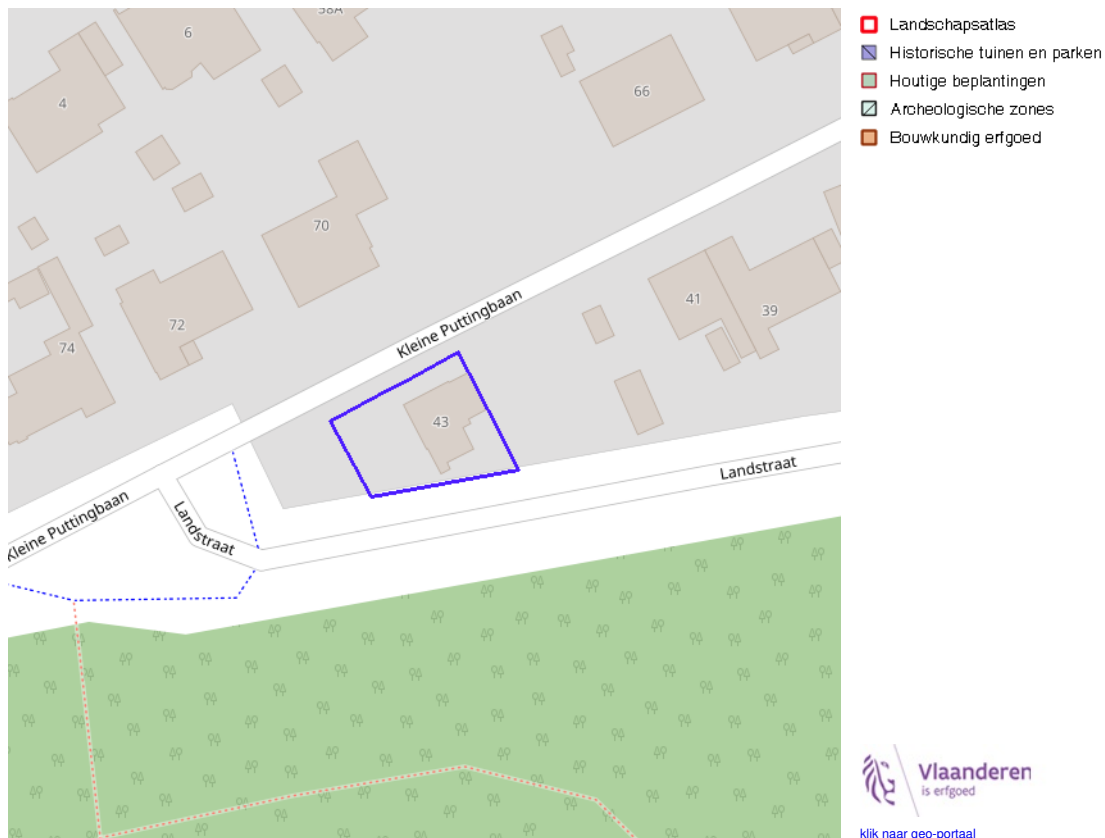 6
58A
4
66
70
72
74
41
39
43
Kleine Puttingbaan
Kleine Puttingbaan
Landstraat
Landstraat
Landschapsatlas
Historische tuinen en parken
Houtige beplantingen
Archeologische zones
Bouwkundig erfgoed
Vlaanderen
is erfgoed
klik naar geo-portaal